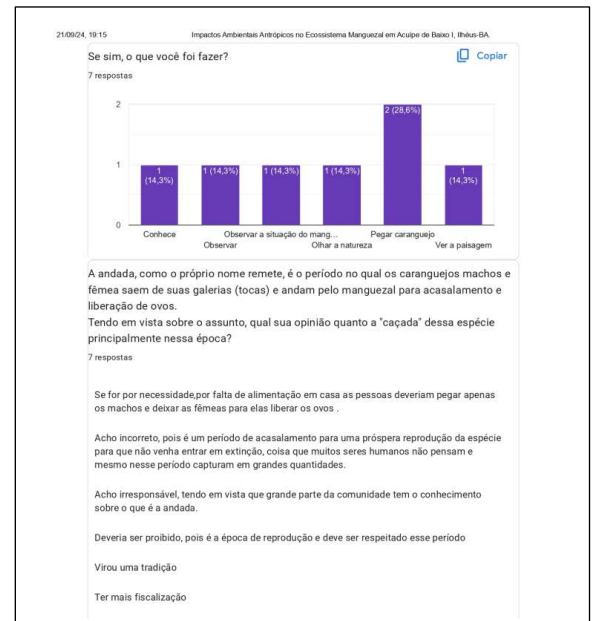 21/09/24, 19:15 Impactos Ambientais Antrópicos no Ecossistema Manguezal em Acuípe de Baixo I, Ilhéus-BA.
Se sim, o que você foi fazer?
Copiar
7 respostas
2
1
0
1
(14,3%)
1 (14,3%)
1 (14,3%)
1 (14,3%)
2 (28,6%)
1
(14,3%)
Conhece
Observar
Observar a situação do mang…
Olhar a natureza
Pegar caranguejo
Ver a paisagem
A andada, como o próprio nome remete, é o período no qual os caranguejos machos e
fêmea saem de suas galerias (tocas) e andam pelo manguezal para acasalamento e
liberação de ovos.
Tendo em vista sobre o assunto, qual sua opinião quanto a "caçada" dessa espécie
principalmente nessa época?
7 respostas
Se for por necessidade,por falta de alimentação em casa as pessoas deveriam pegar apenas
os machos e deixar as fêmeas para elas liberar os ovos .
Acho incorreto, pois é um período de acasalamento para uma próspera reprodução da espécie
para que não venha entrar em extinção, coisa que muitos seres humanos não pensam e
mesmo nesse período capturam em grandes quantidades.
Acho irresponsável, tendo em vista que grande parte da comunidade tem o conhecimento
sobre o que é a andada.
Deveria ser proibido, pois é a época de reprodução e deve ser respeitado esse período
Virou uma tradição
Ter mais fiscalização